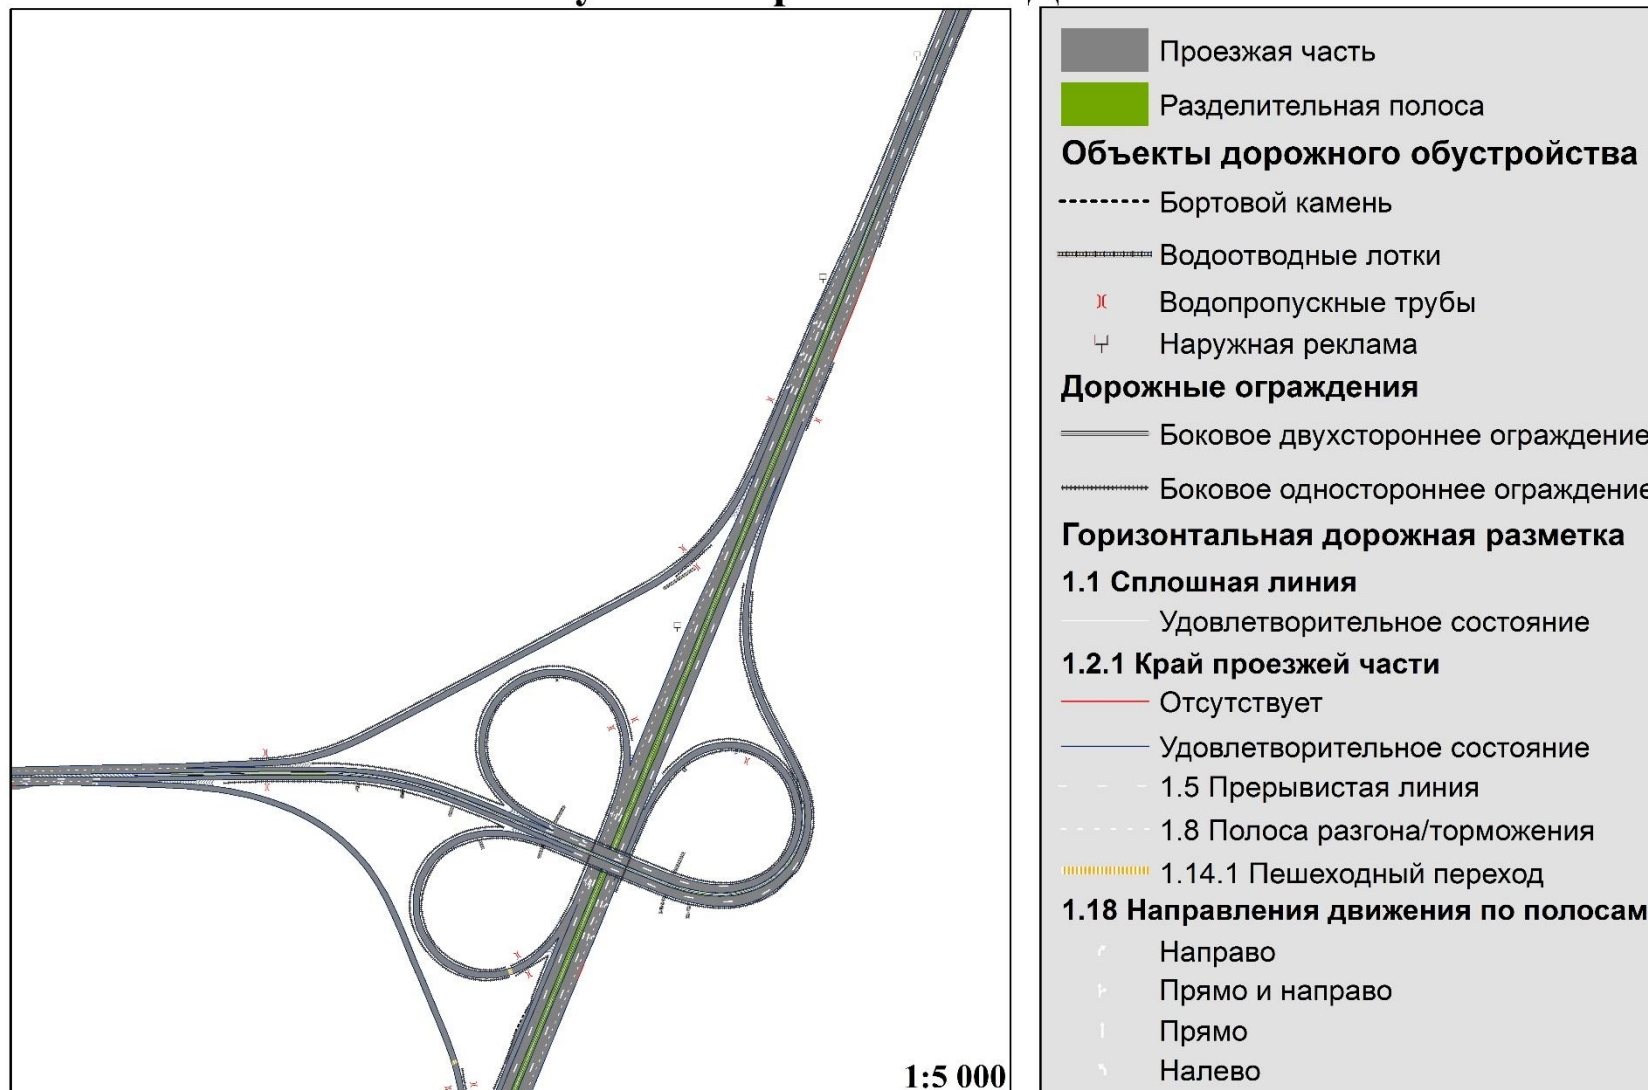 Проезжая часть
Разделительная полоса
Объекты дорожного обустройства
Бортовой камень
Водоотводные лотки
Водопропускные трубы
Наружная реклама
Дорожные ограждения
Боковое двухстороннее ограждение
Боковое одностороннее ограждение
Горизонтальная дорожная разметка
1.1 Сплошная линия
Удовлетворительное состояние
1.2.1 Край проезжей части
Отсутствует
Удовлетворительное состояние
1.5 Прерывистая линия
1.8 Полоса разгона/торможения
1.14.1 Пешеходный переход
1.18 Направления движения по полосам
Направо
Прямо и направо
Прямо
Налево
1:5 000